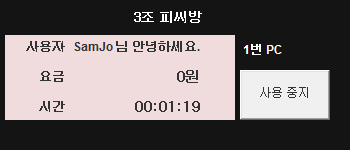 3조 피씨방
사용자 SamJo님 안녕하세요.
1번 PC
요금 0원
시간 00:01:19
사용 중지